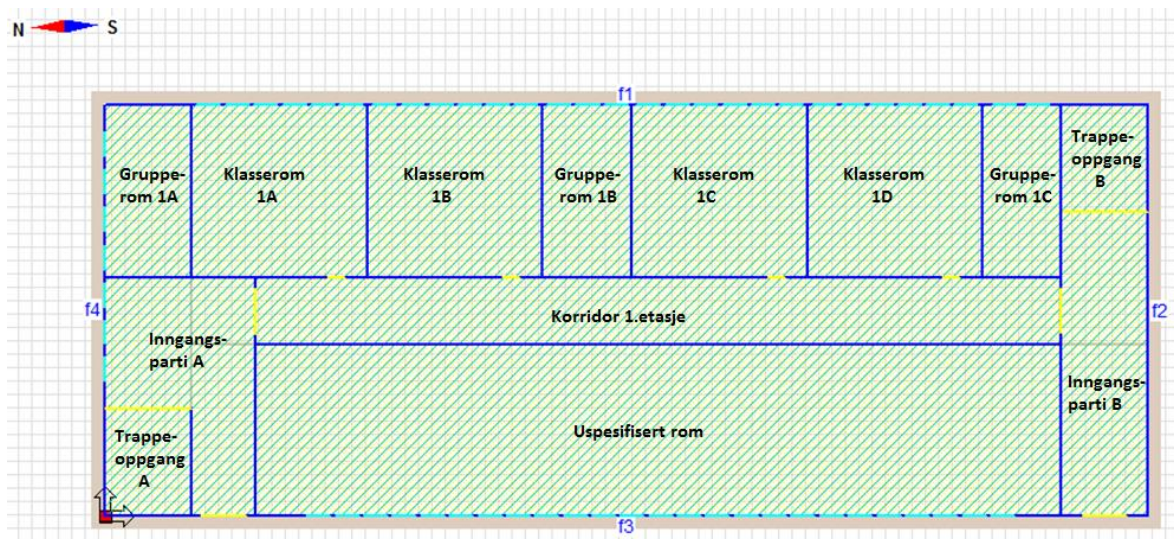 N S
f1
Gruppe-
rom 1A
Klasserom
1A
Klasserom
1B
Gruppe-
rom 1B
Klasserom
1C
Klasserom
1D
Gruppe-
rom 1C
Trappe-
oppgang
B
f4
Inngangs-
parti A
Korridor 1.etasje
f2
Trappe-
oppgang
A
Uspesifisert rom
Inngangs-
parti B
f3